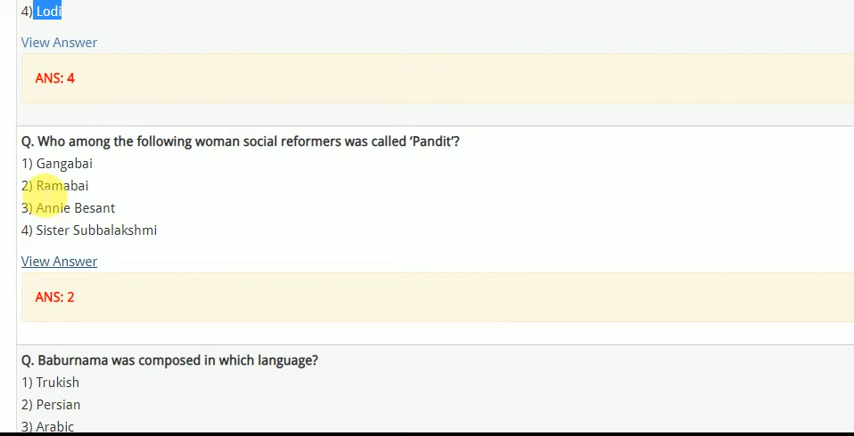 4) Lodi
View Answer
ANS: 4
Q. Who among the following woman social reformers was called ‘Pandit’?
1) Gangabai
2) Ramabai
3) Annie Besant
4) Sister Subbalakshmi
View Answer
ANS: 2
Q. Baburnama was composed in which language?
1) Trukish
2) Persian
3) Arabic